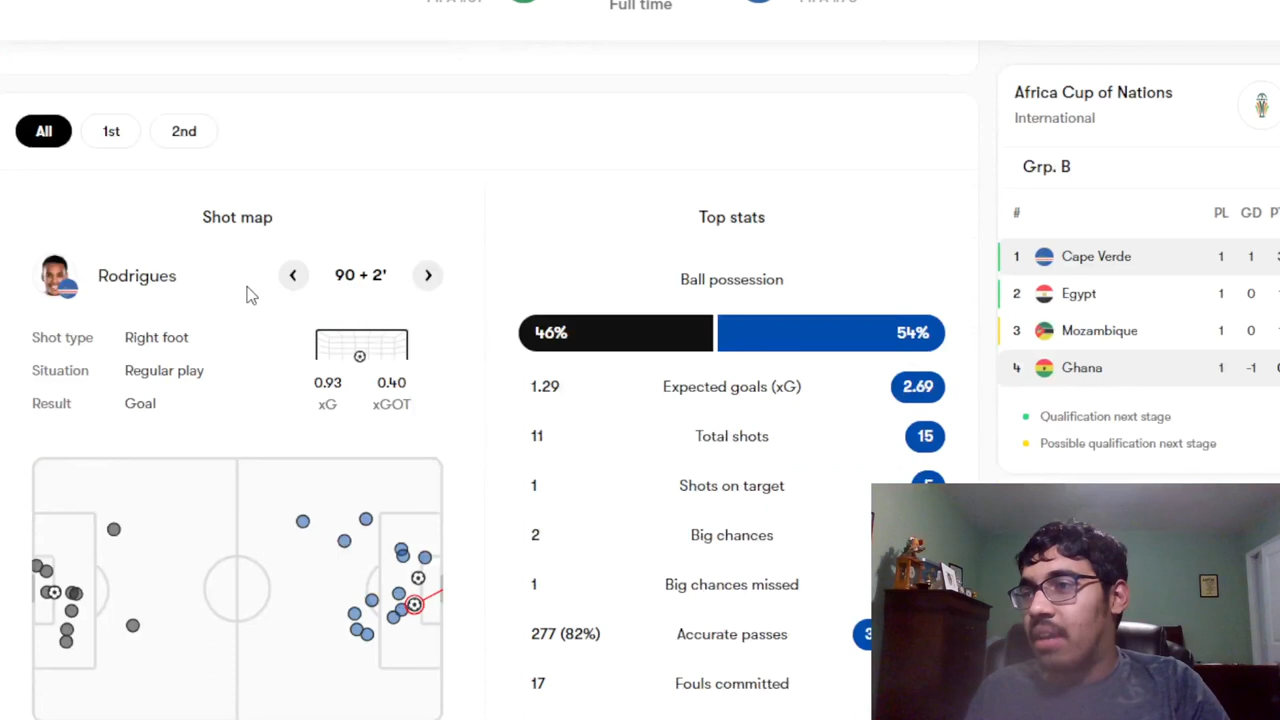 Full time
All 1st 2nd
Shot map
Rodrigues 90 + 2'
Shot type Right foot
Situation Regular play
Result Goal
0.93 0.40
xG xGOT
Top stats
Ball possession
46% 54%
1.29 Expected goals (xG) 2.69
11 Total shots 15
1 Shots on target
2 Big chances
1 Big chances missed
277 (82%) Accurate passes
17 Fouls committed
Africa Cup of Nations
International
Grp. B
# PL GD
1 Cape Verde 1 1
2 Egypt 1 0
3 Mozambique 1 0
4 Ghana 1 -1
Qualification next stage
Possible qualification next stage